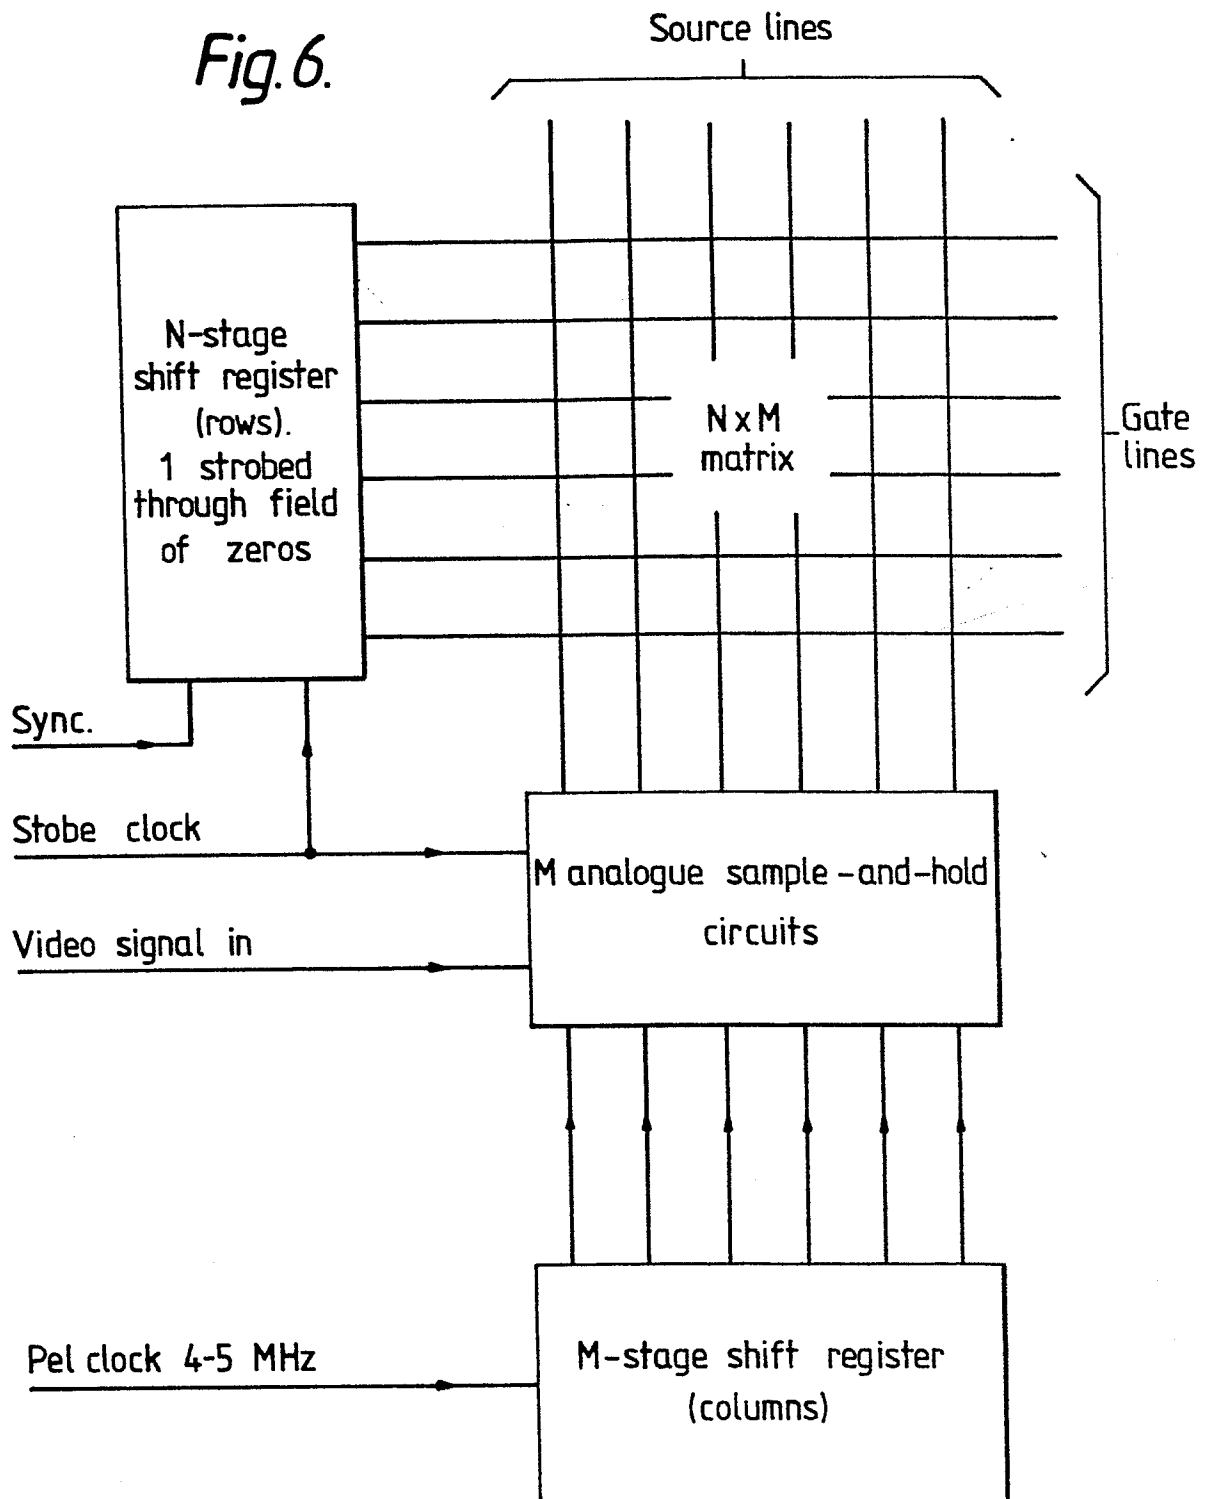 Fig. 6.
Source lines
N-stage
shift register
(rows).
1 strobed
through field
of zeros
N x M
matrix
Gate
lines
Sync.
Stobe clock
M analogue sample-and-hold
circuits
Video signal in
Pel clock 4-5 MHz
M-stage shift register
(columns)